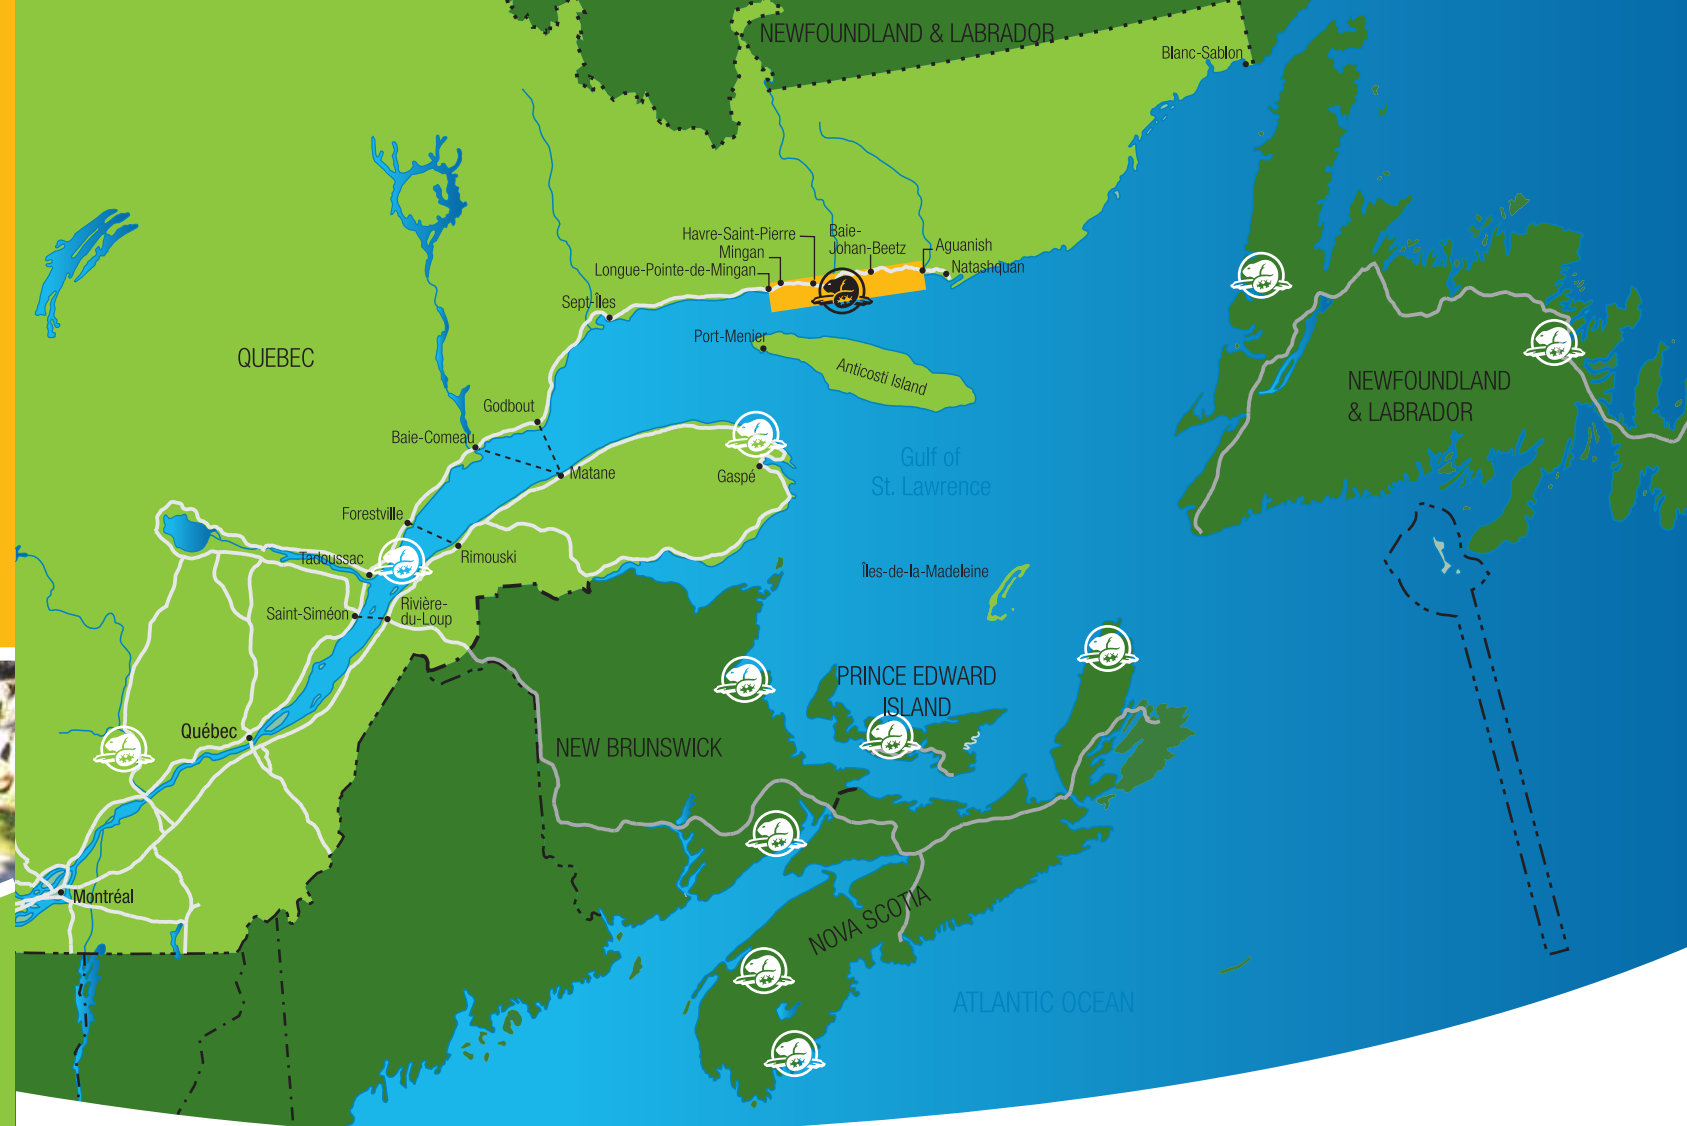 NEWFOUNDLAND & LABRADOR
Blanc-Sablon
Havre-Saint-Pierre
Baie-
Johan-Beetz
Mingan
Aguanish
Longue-Pointe-de-Mingan
Natashquan
Sept-Îles
Port-Menier
QUEBEC
Anticosti Island
NEWFOUNDLAND
& LABRADOR
Godbout
Baie-Comeau
Gulf of
St. Lawrence
Matane
Gaspé
Forestville
Tadoussac
Rimouski
Îles-de-la-Madeleine
Saint-Siméon
Rivière-
du-Loup
PRINCE EDWARD
ISLAND
Québec
NEW BRUNSWICK
Montréal
NOVA SCOTIA
ATLANTIC OCEAN